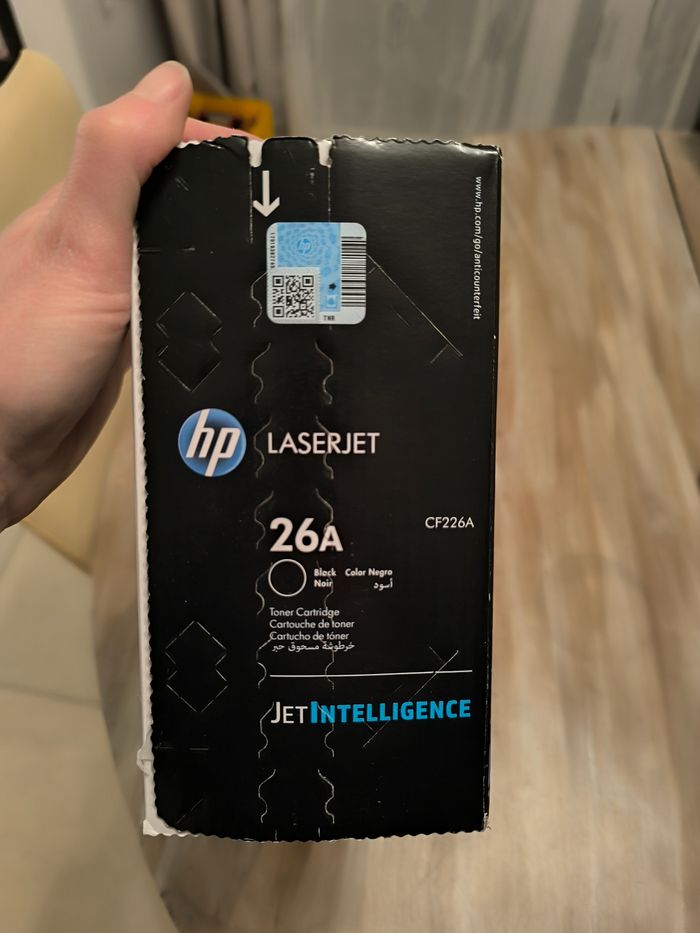 www.hp.com/go/anticounterfeit
TWR
hp LASERJET
26A
CF226A
Black Color Negro
Noir أسود
Toner Cartridge
Cartouche de toner
Cartucho de tóner
خرطوشة مسحوق حبر
JETINTELLIGENCE